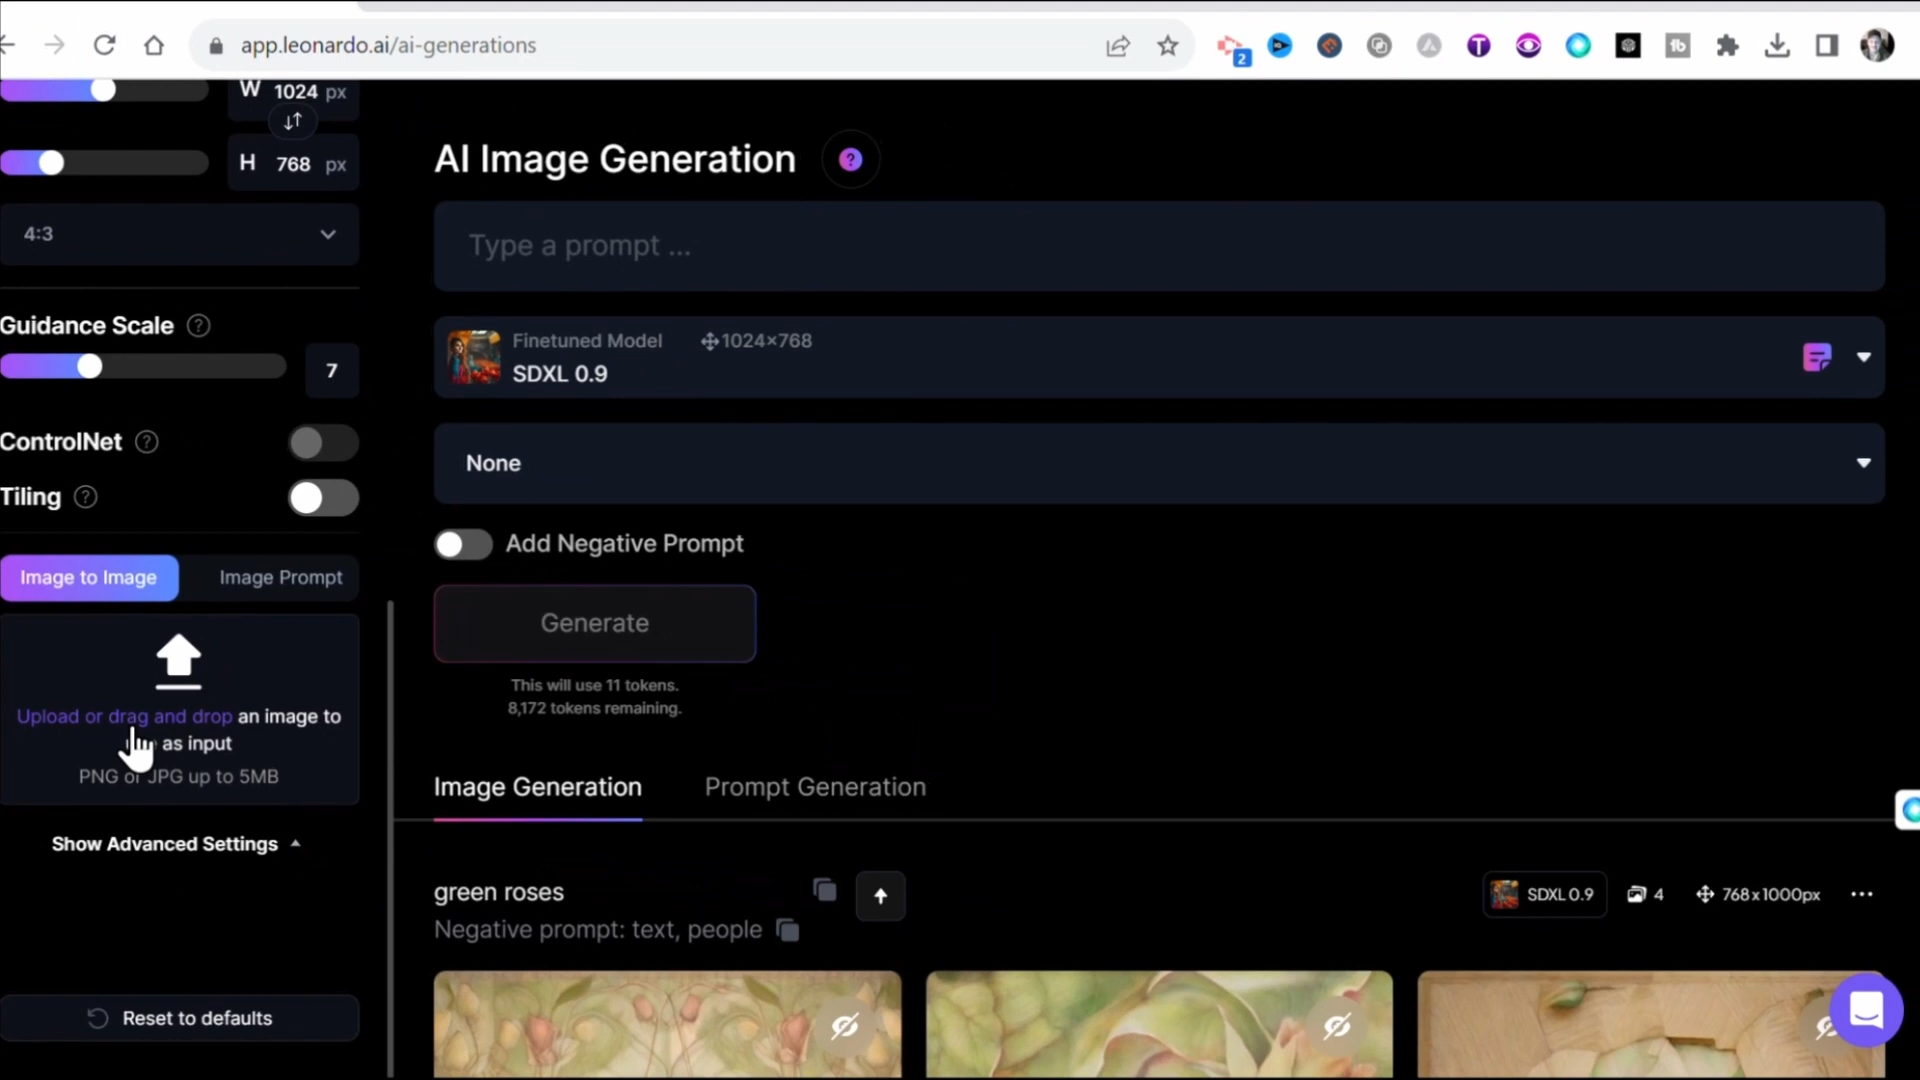 app.leonardo.ai/ai-generations
2
W 1024 px
H 768 px
4:3
Guidance Scale ?
7
ControlNet ?
Tiling ?
Image to Image
Image Prompt
Upload or drag and drop an image to
as input
PNG or JPG up to 5MB
Show Advanced Settings
Reset to defaults
AI Image Generation ?
Type a prompt ...
Finetuned Model 1024×768
SDXL 0.9
None
Add Negative Prompt
Generate
This will use 11 tokens.
8,172 tokens remaining.
Image Generation
Prompt Generation
green roses
SDXL 0.9
4
768x1000px
Negative prompt: text, people